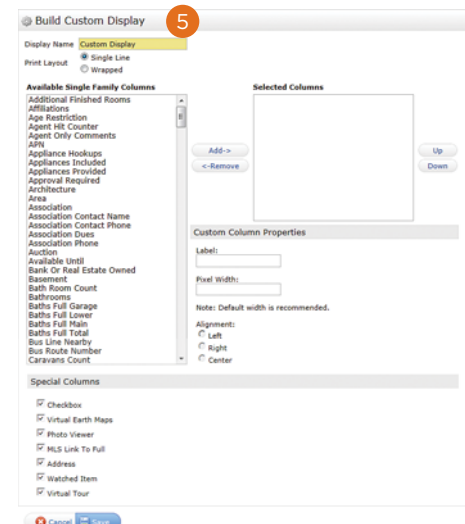 Build Custom Display 5
Display Name Custom Display
Print Layout Single Line
Wrapped
Available Single Family Columns
Additional Finished Rooms
Affiliations
Age Restriction
Agent Hit Counter
Agent Only Comments
APN
Appliance Hookups
Appliances Included
Appliances Provided
Approval Required
Architecture
Area
Association
Association Contact Name
Association Contact Phone
Association Dues
Association Phone
Auction
Available Until
Bank Or Real Estate Owned
Basement
Bath Room Count
Bathrooms
Baths Full Garage
Baths Full Lower
Baths Full Main
Baths Full Total
Bus Line Nearby
Bus Route Number
Caravans Count
Add->
<-Remove
Selected Columns
Up
Down
Custom Column Properties
Label:
Pixel Width:
Note: Default width is recommended.
Alignment:
Left
Right
Center
Special Columns
Checkbox
Virtual Earth Maps
Photo Viewer
MLS Link To Full
Address
Watched Item
Virtual Tour
Cancel Save